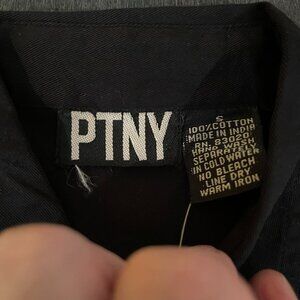 PTNY
S
100% COTTON
MADE IN INDIA
RN. 83020
HAND WASH
SEPARATELY
IN COLD WATER
NO BLEACH
LINE DRY
WARM IRON